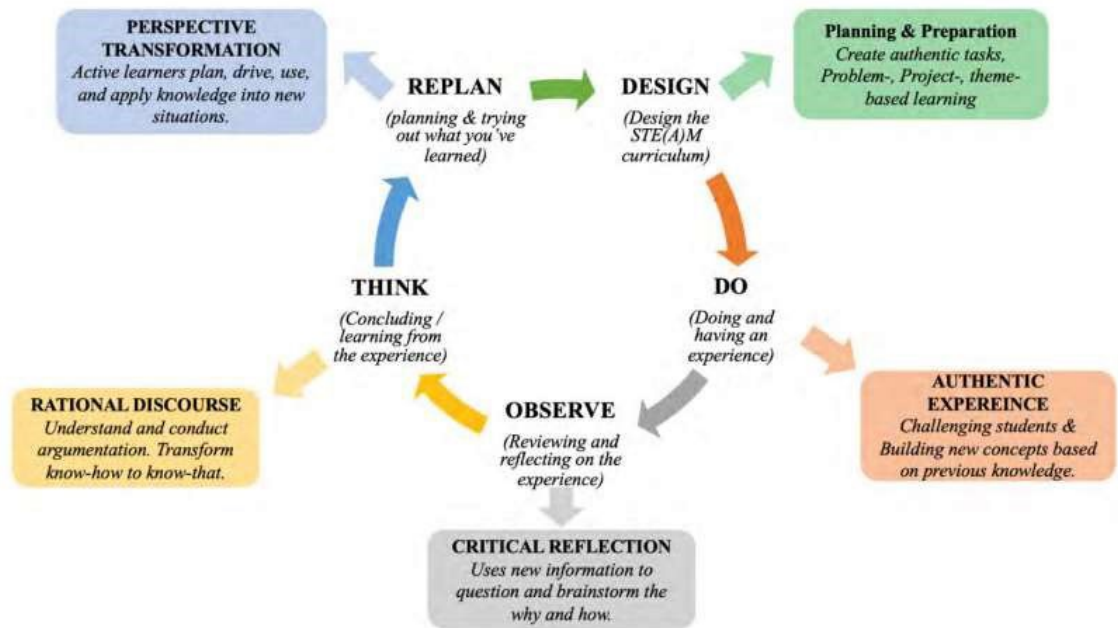 PERSPECTIVE
TRANSFORMATION
Active learners plan, drive, use,
and apply knowledge into new
situations.
REPLAN
(planning & trying
out what you've
learned)
DESIGN
(Design the
STE(A)M
curriculum)
Planning & Preparation
Create authentic tasks,
Problem-, Project-, theme-
based learning
THINK
(Concluding /
learning from
the experience)
DO
(Doing and
having an
experience)
RATIONAL DISCOURSE
Understand and conduct
argumentation. Transform
know-how to know-that.
OBSERVE
(Reviewing and
reflecting on the
experience)
AUTHENTIC
EXPEREINCE
Challenging students &
Building new concepts based
on previous knowledge.
CRITICAL REFLECTION
Uses new information to
question and brainstorm the
why and how.